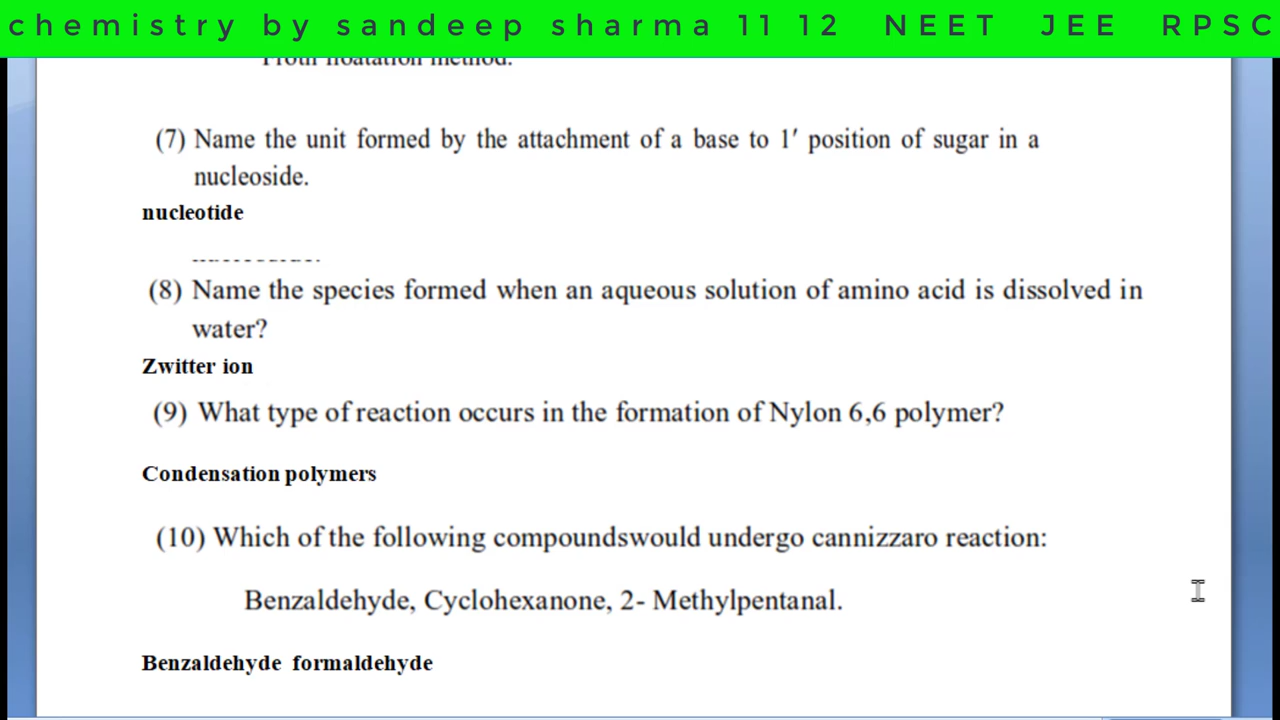 chemistry by sandeep sharma 11 12 NEET JEE RPSC
Froth floatation method.
(7) Name the unit formed by the attachment of a base to 1′ position of sugar in a
nucleoside.
nucleotide
(8) Name the species formed when an aqueous solution of amino acid is dissolved in
water?
Zwitter ion
(9) What type of reaction occurs in the formation of Nylon 6,6 polymer?
Condensation polymers
(10) Which of the following compoundswould undergo cannizzaro reaction:
Benzaldehyde, Cyclohexanone, 2- Methylpentanal.
Benzaldehyde formaldehyde